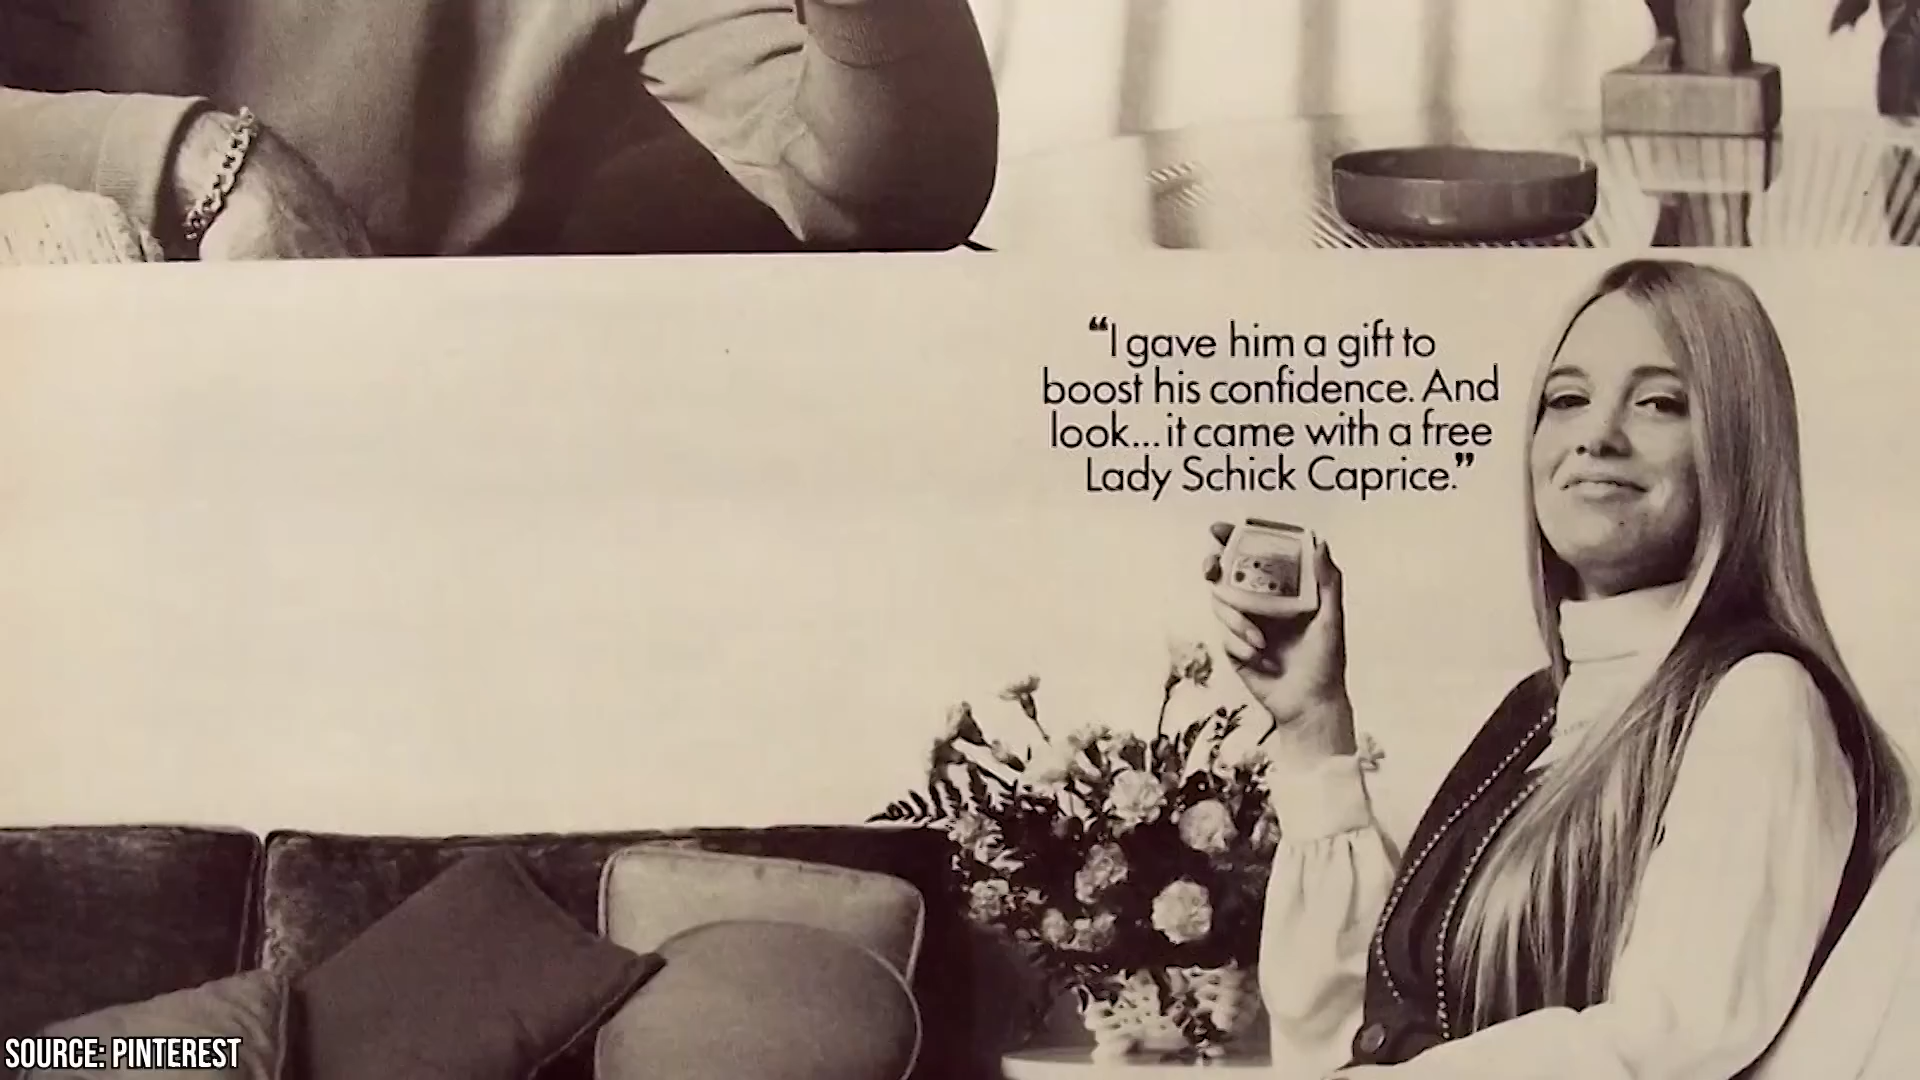 “I gave him a gift to
boost his confidence. And
look...it came with a free
Lady Schick Caprice.”
SOURCE: PINTEREST